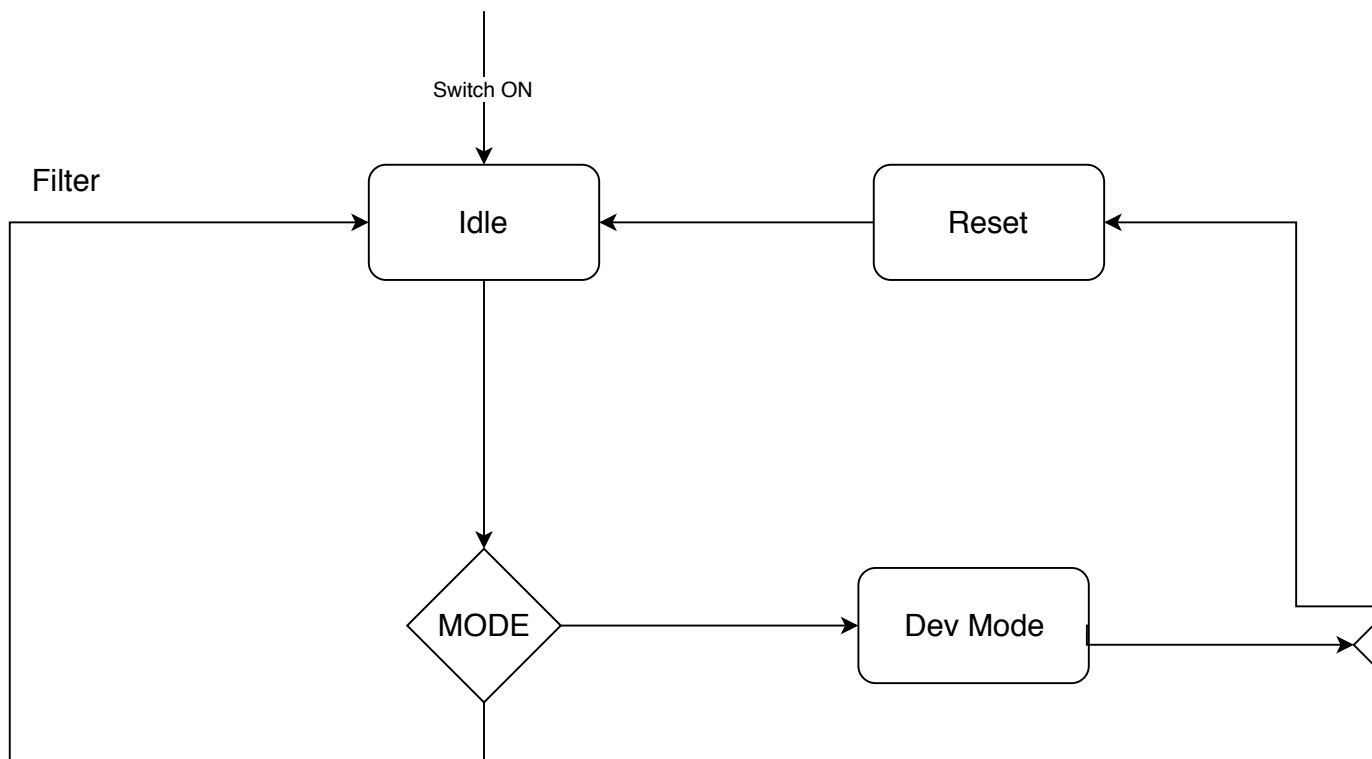 Switch ON
Filter
Idle
Reset
MODE
Dev Mode